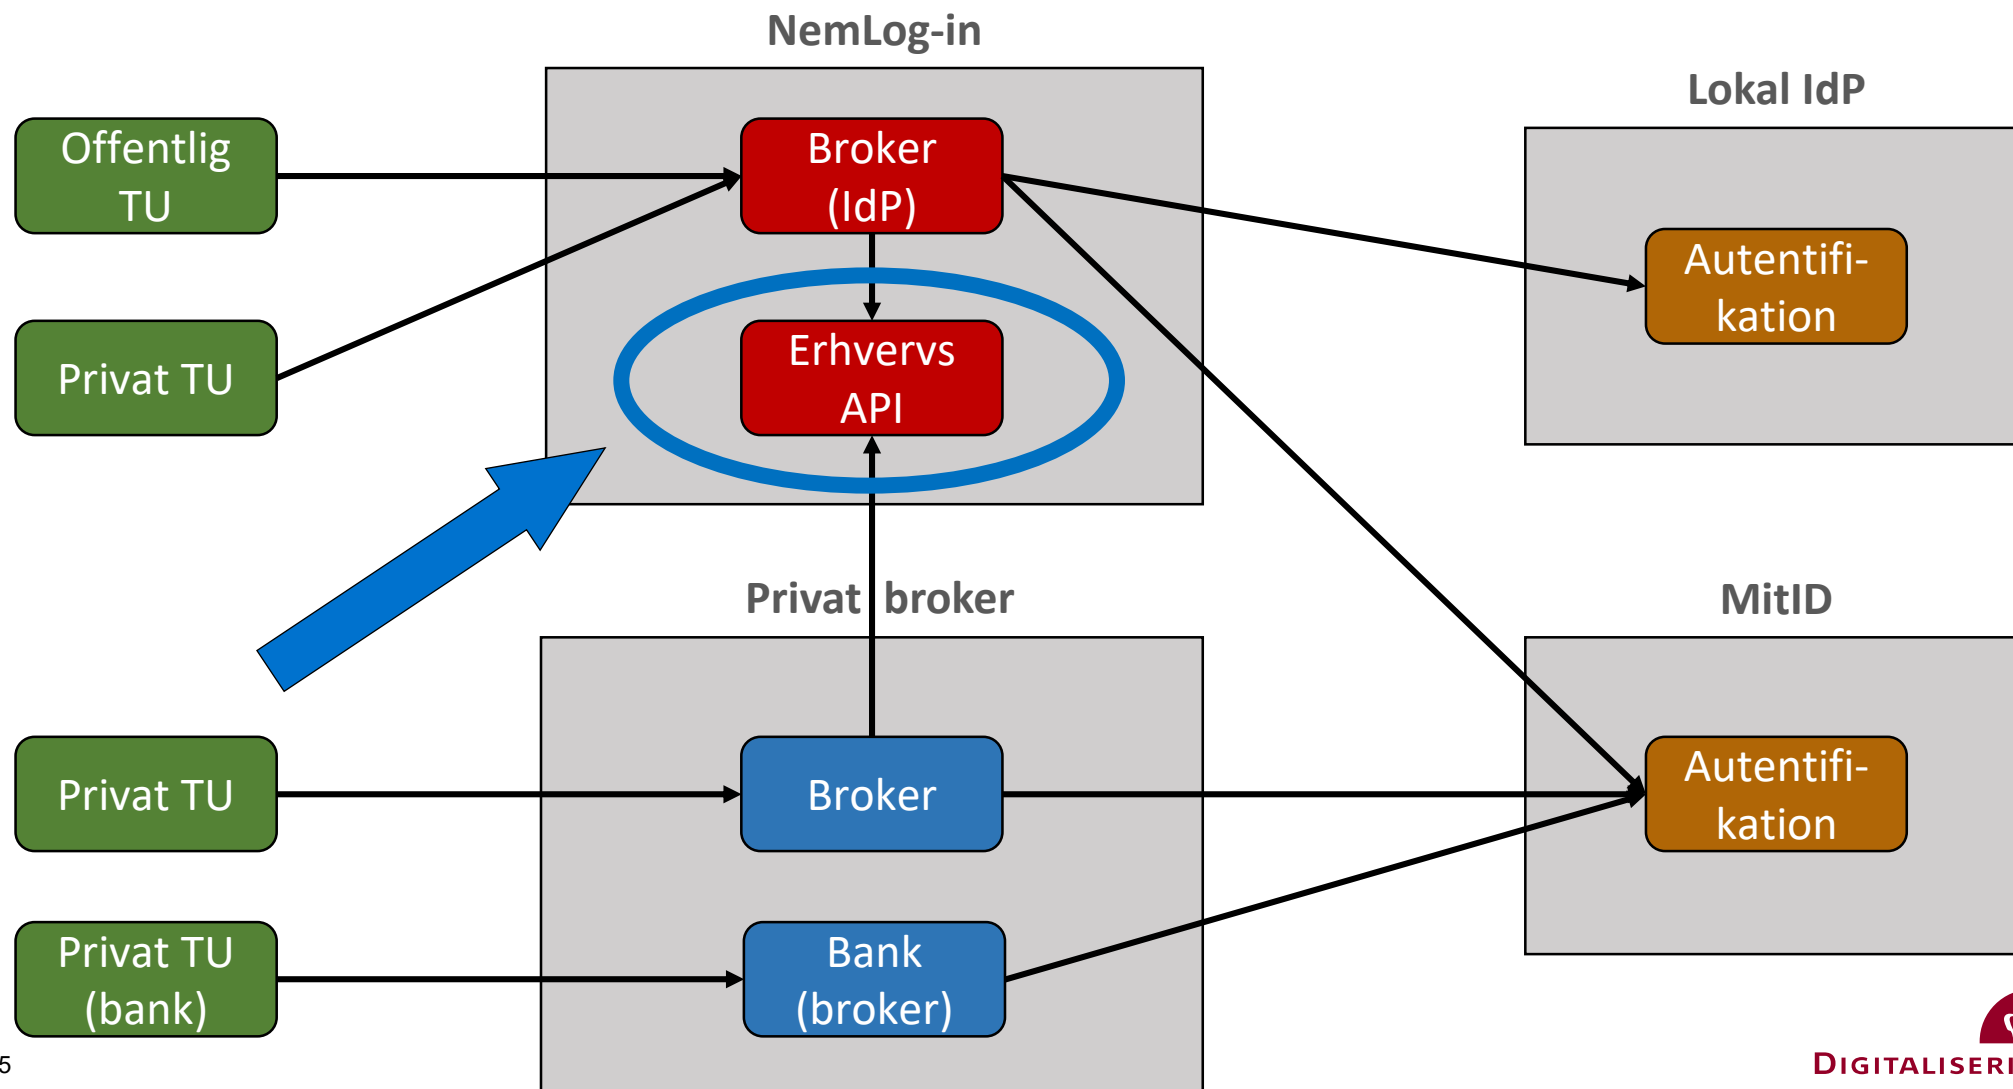 NemLog-in
Lokal IdP
Offentlig
TU
Broker
(IdP)
Autentifi-
kation
Privat TU
Erhvervs
API
Privat broker
MitID
Privat TU
Broker
Autentifi-
kation
Privat TU
(bank)
Bank
(broker)
5
DIGITALISERI